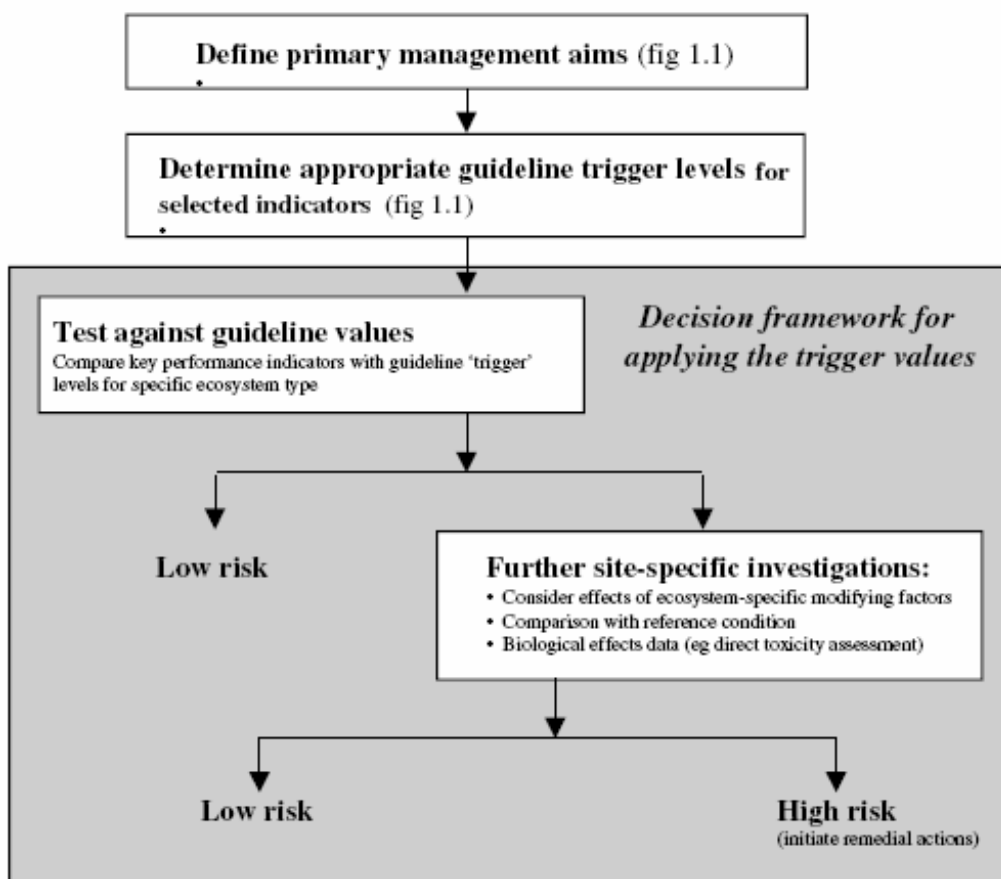 Define primary management aims (fig 1.1)
•
Determine appropriate guideline trigger levels for
selected indicators (fig 1.1)
•
Decision framework for
applying the trigger values
Test against guideline values
Compare key performance indicators with guideline ‘trigger’
levels for specific ecosystem type
Low risk
Further site-specific investigations:
• Consider effects of ecosystem-specific modifying factors
• Comparison with reference condition
• Biological effects data (eg direct toxicity assessment)
Low risk
High risk
(initiate remedial actions)